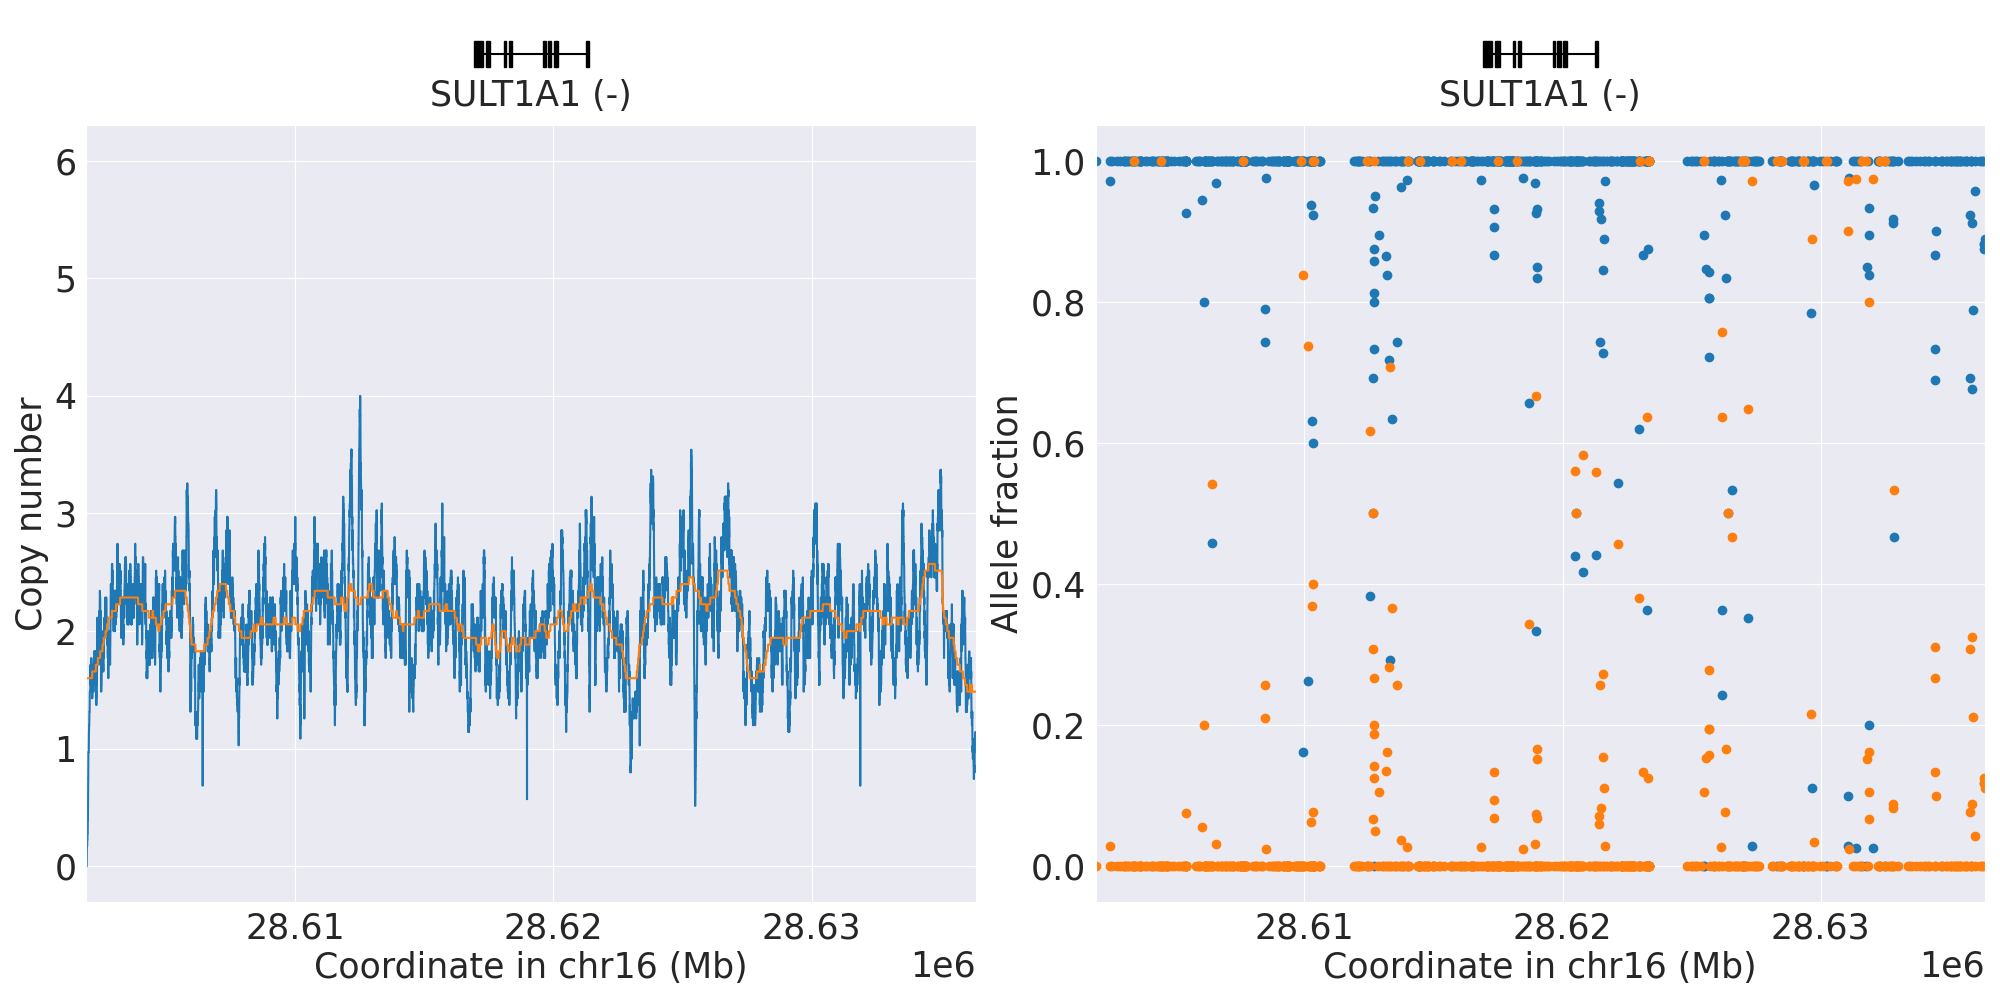 SULT1A1 (-)
6
5
4
3
2
1
0
Copy number
28.61
28.62
28.63
Coordinate in chr16 (Mb)
1e6
SULT1A1 (-)
1.0
0.8
0.6
0.4
0.2
0.0
Allele fraction
28.61
28.62
28.63
Coordinate in chr16 (Mb)
1e6